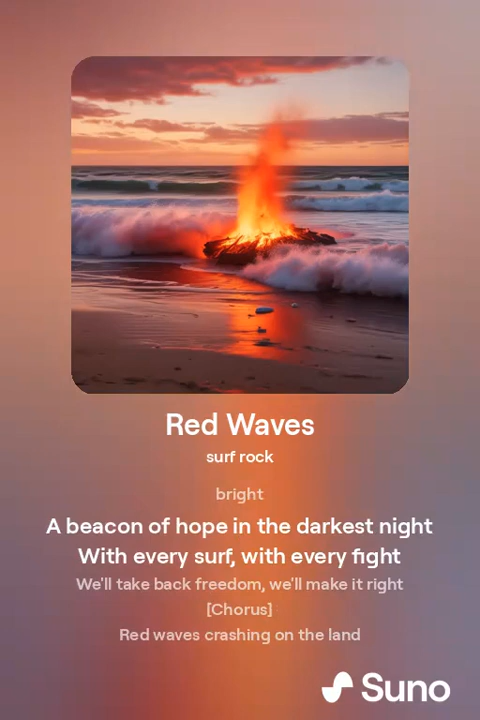 Red Waves
surf rock
bright
A beacon of hope in the darkest night
With every surf, with every fight
We'll take back freedom, we'll make it right
[Chorus]
Red waves crashing on the land
Suno